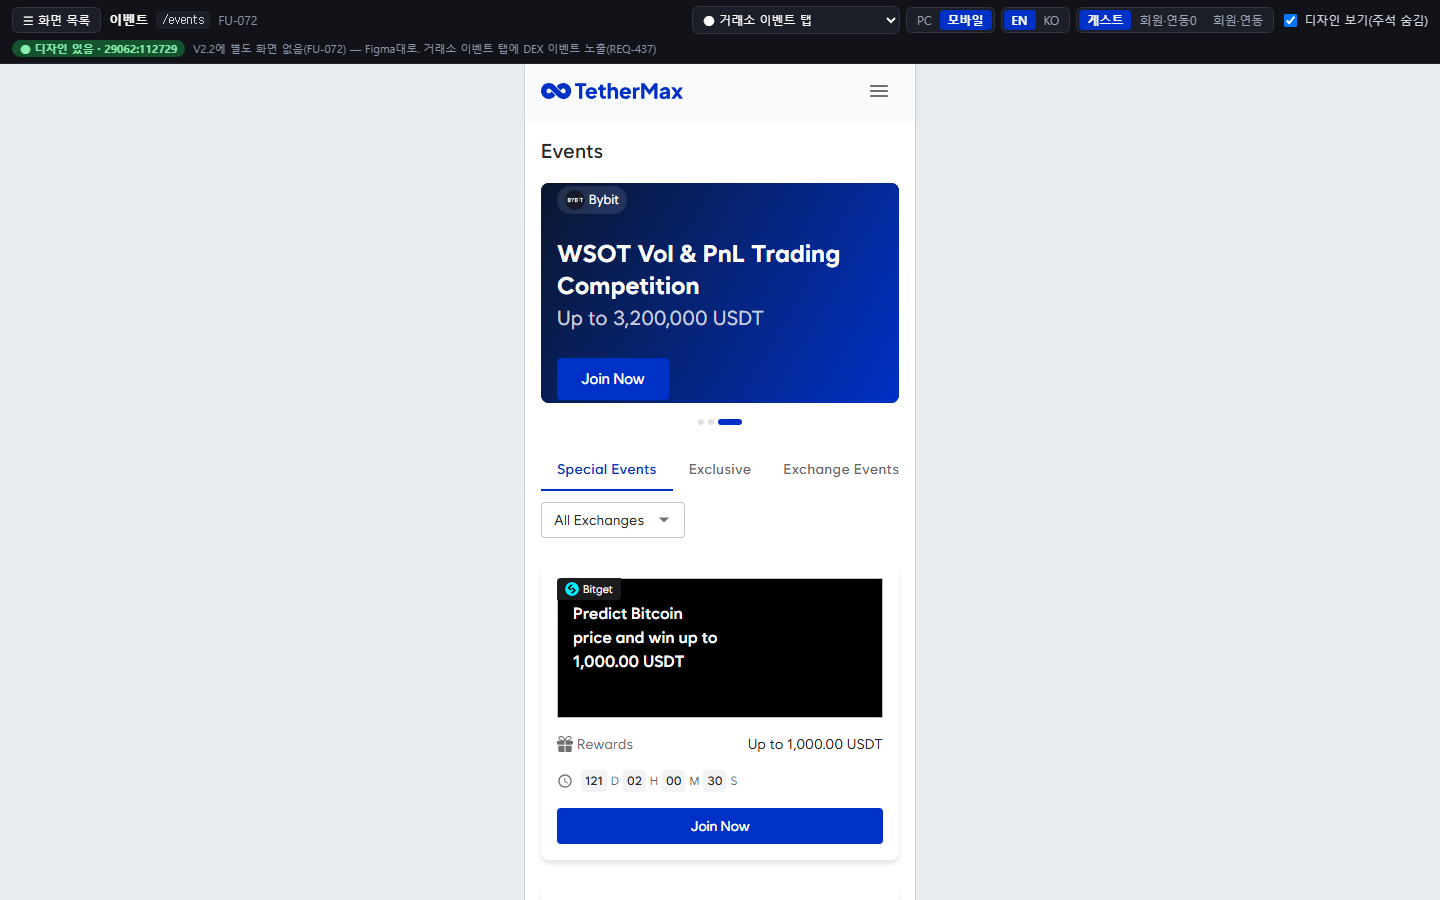 ☰ 화면 목록 이벤트 /events FU-072 ● 거래소 이벤트 탭 PC 모바일 EN KO 게스트 회원·연동0 회원·연동 디자인 보기(주석 숨김)
● 디자인 있음 · 29062:112729 V2.2에 별도 화면 없음(FU-072) — Figma대로. 거래소 이벤트 탭에 DEX 이벤트 노출(REQ-437)
TetherMax
Events
BYBIT Bybit
WSOT Vol & PnL Trading
Competition
Up to 3,200,000 USDT
Join Now
Special Events Exclusive Exchange Events
All Exchanges
Bitget
Predict Bitcoin
price and win up to
1,000.00 USDT
Rewards Up to 1,000.00 USDT
121 D 02 H 00 M 30 S
Join Now